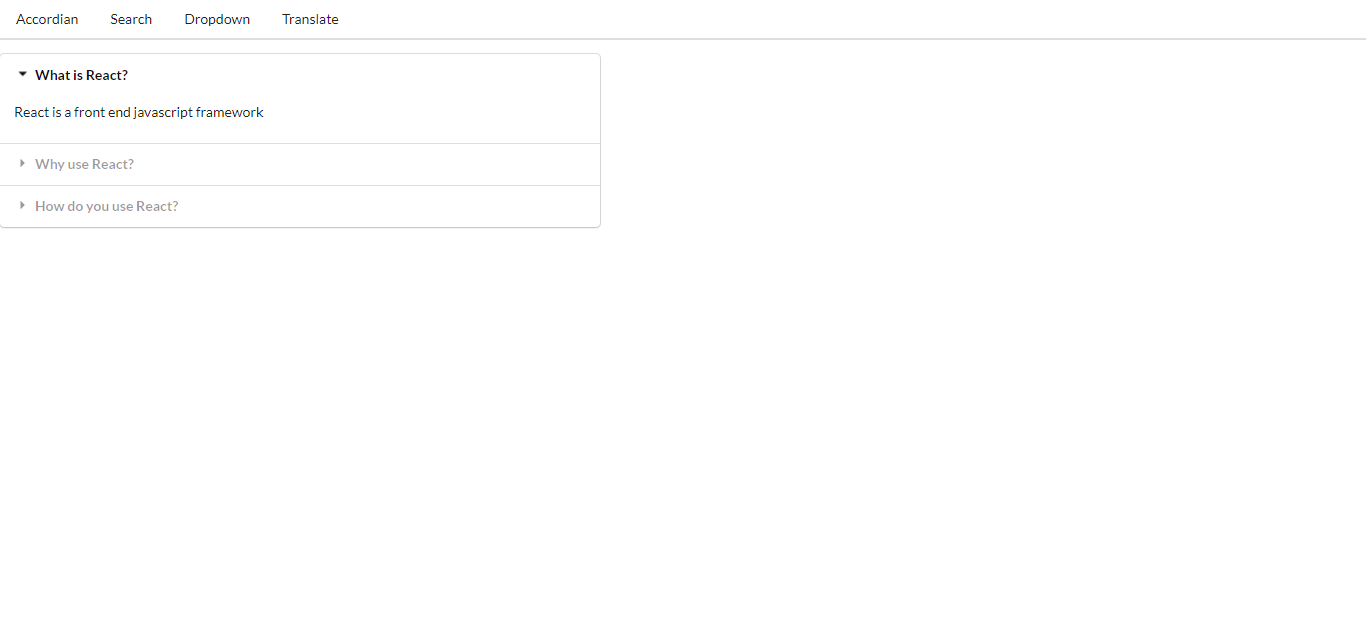 Accordian Search Dropdown Translate
What is React?
React is a front end javascript framework
Why use React?
How do you use React?